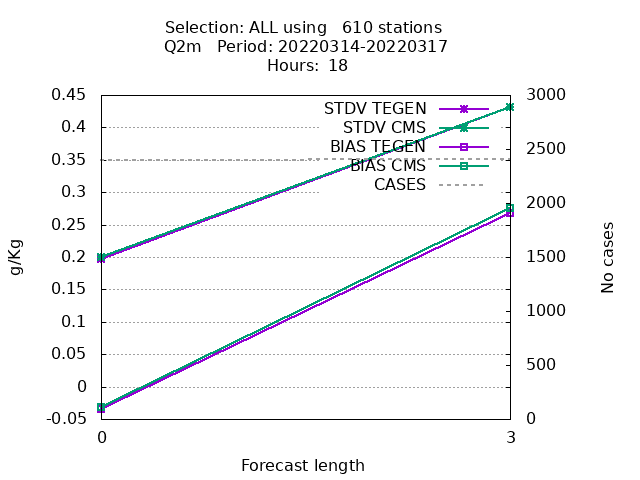 Selection: ALL using   610 stations
Q2m   Period: 20220314-20220317
Hours: 18
0.45
0.4
0.35
0.3
0.25
0.2
0.15
0.1
0.05
0
-0.05
g/Kg
STDV TEGEN
STDV CMS
BIAS TEGEN
BIAS CMS
CASES
3000
2500
2000
1500
1000
500
0
No cases
0
3
Forecast length